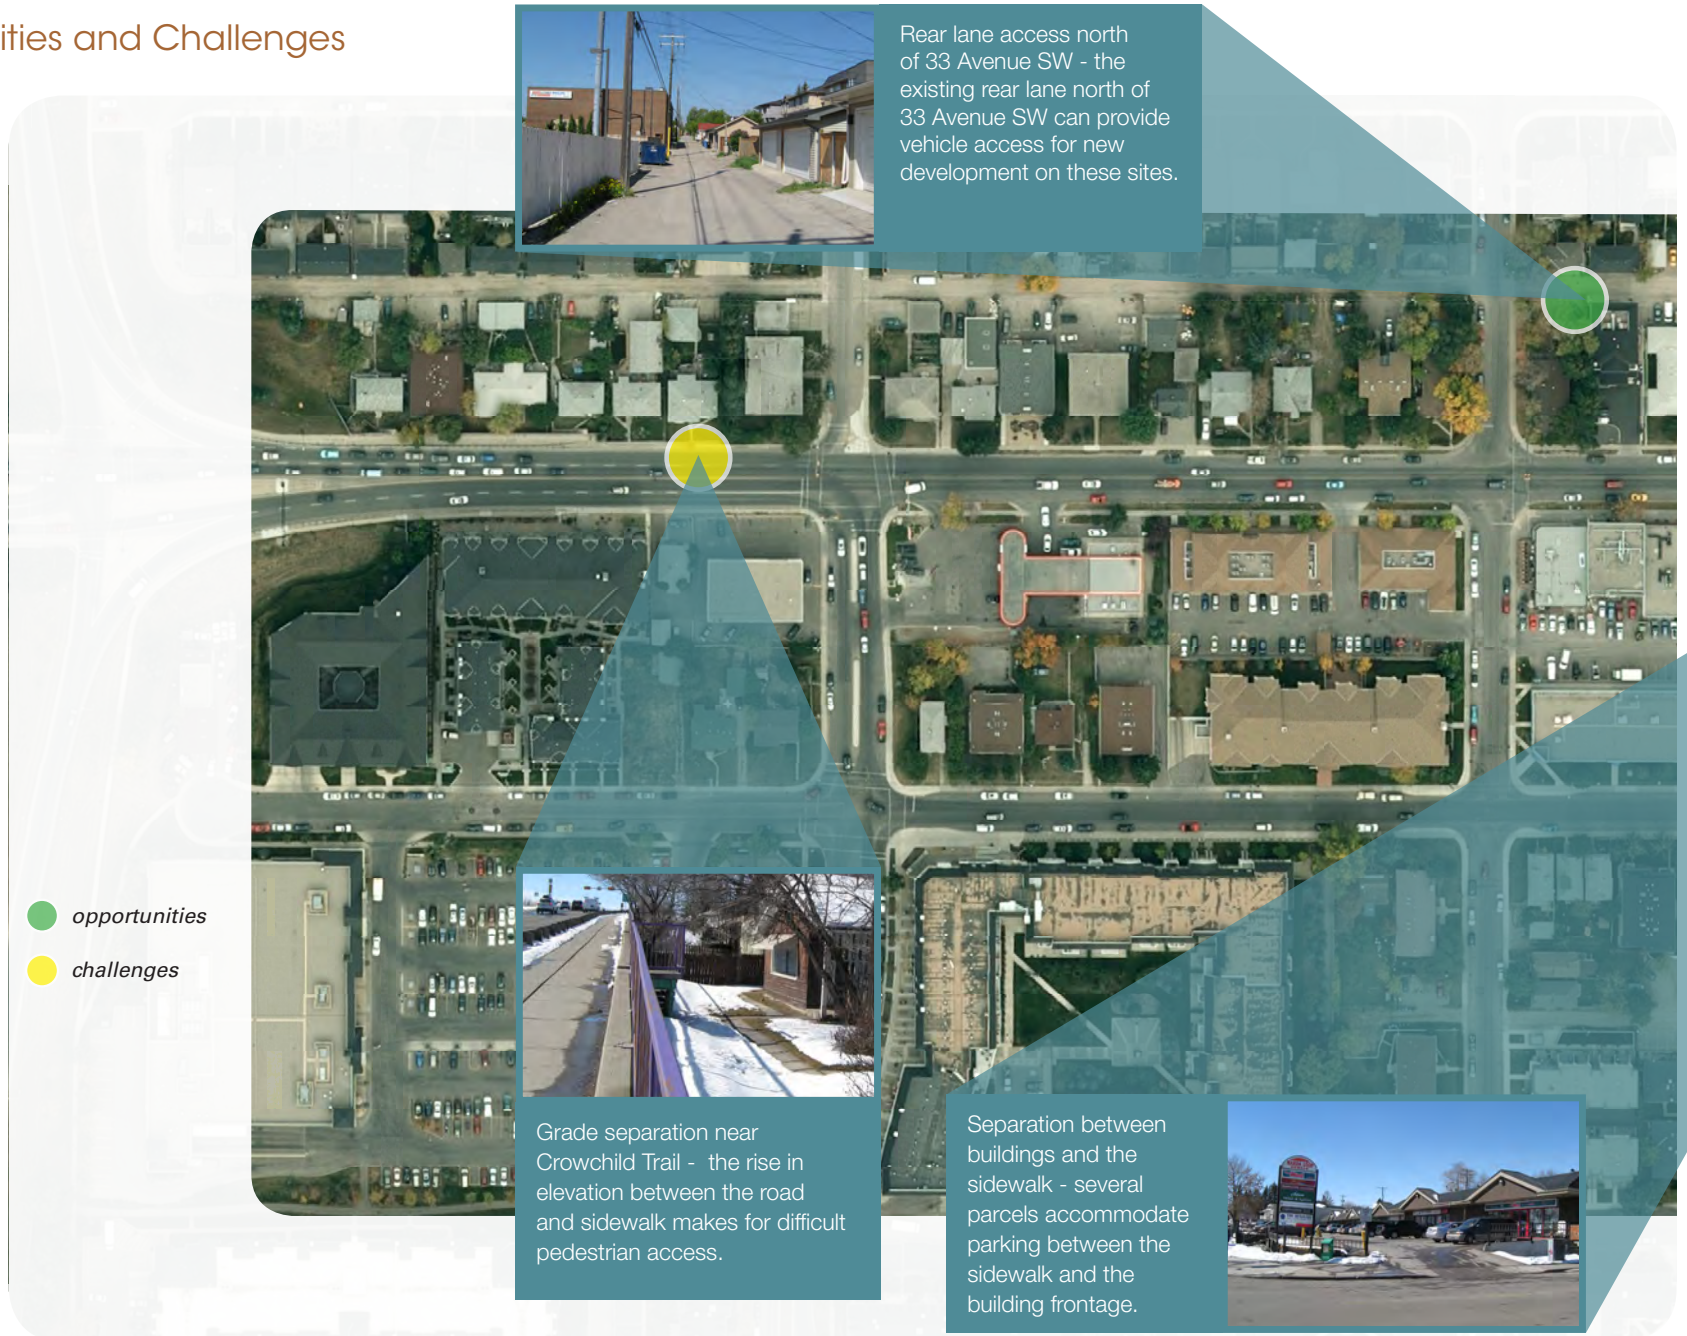 ities and Challenges
Rear lane access north
of 33 Avenue SW - the
existing rear lane north of
33 Avenue SW can provide
vehicle access for new
development on these sites.
opportunities
challenges
Grade separation near
Crowchild Trail - the rise in
elevation between the road
and sidewalk makes for difficult
pedestrian access.
Separation between
buildings and the
sidewalk - several
parcels accommodate
parking between the
sidewalk and the
building frontage.